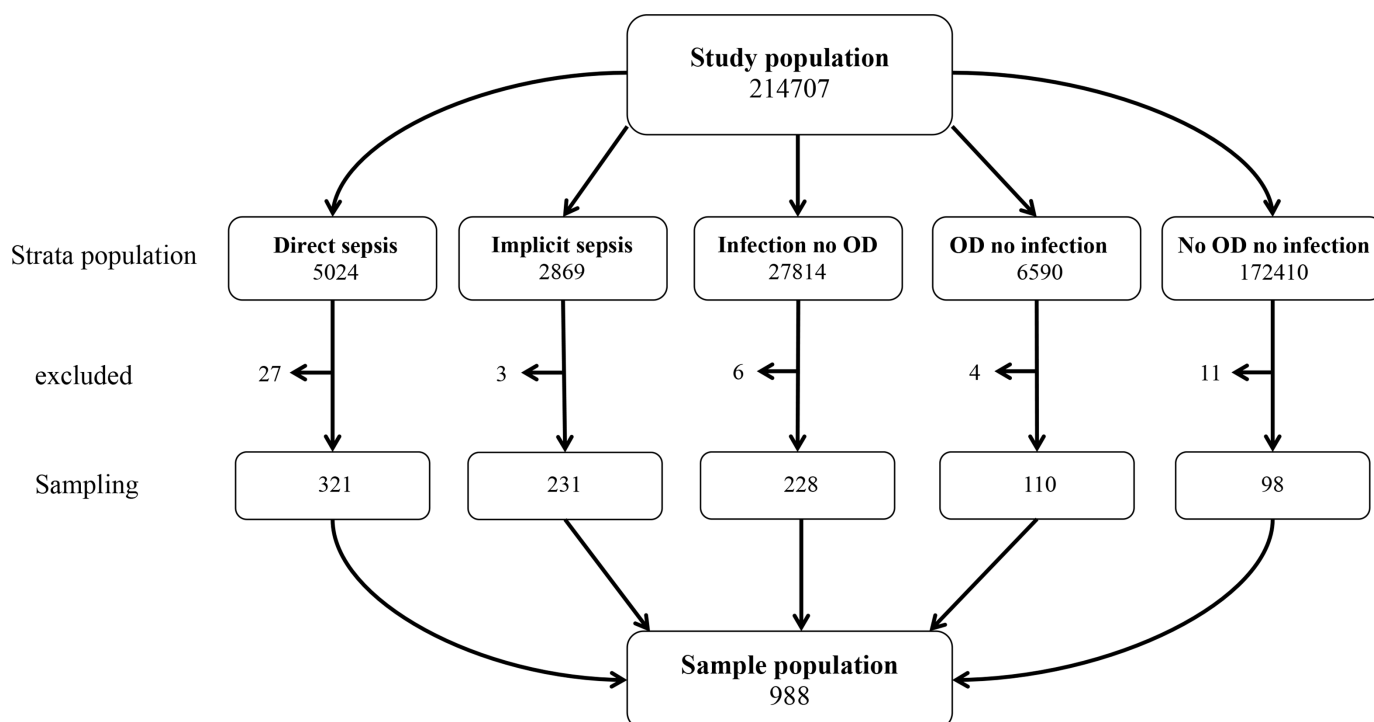 Study population
214707
Strata population
Direct sepsis
5024
Implicit sepsis
2869
Infection no OD
27814
OD no infection
6590
No OD no infection
172410
excluded
27
3
6
4
11
Sampling
321
231
228
110
98
Sample population
988